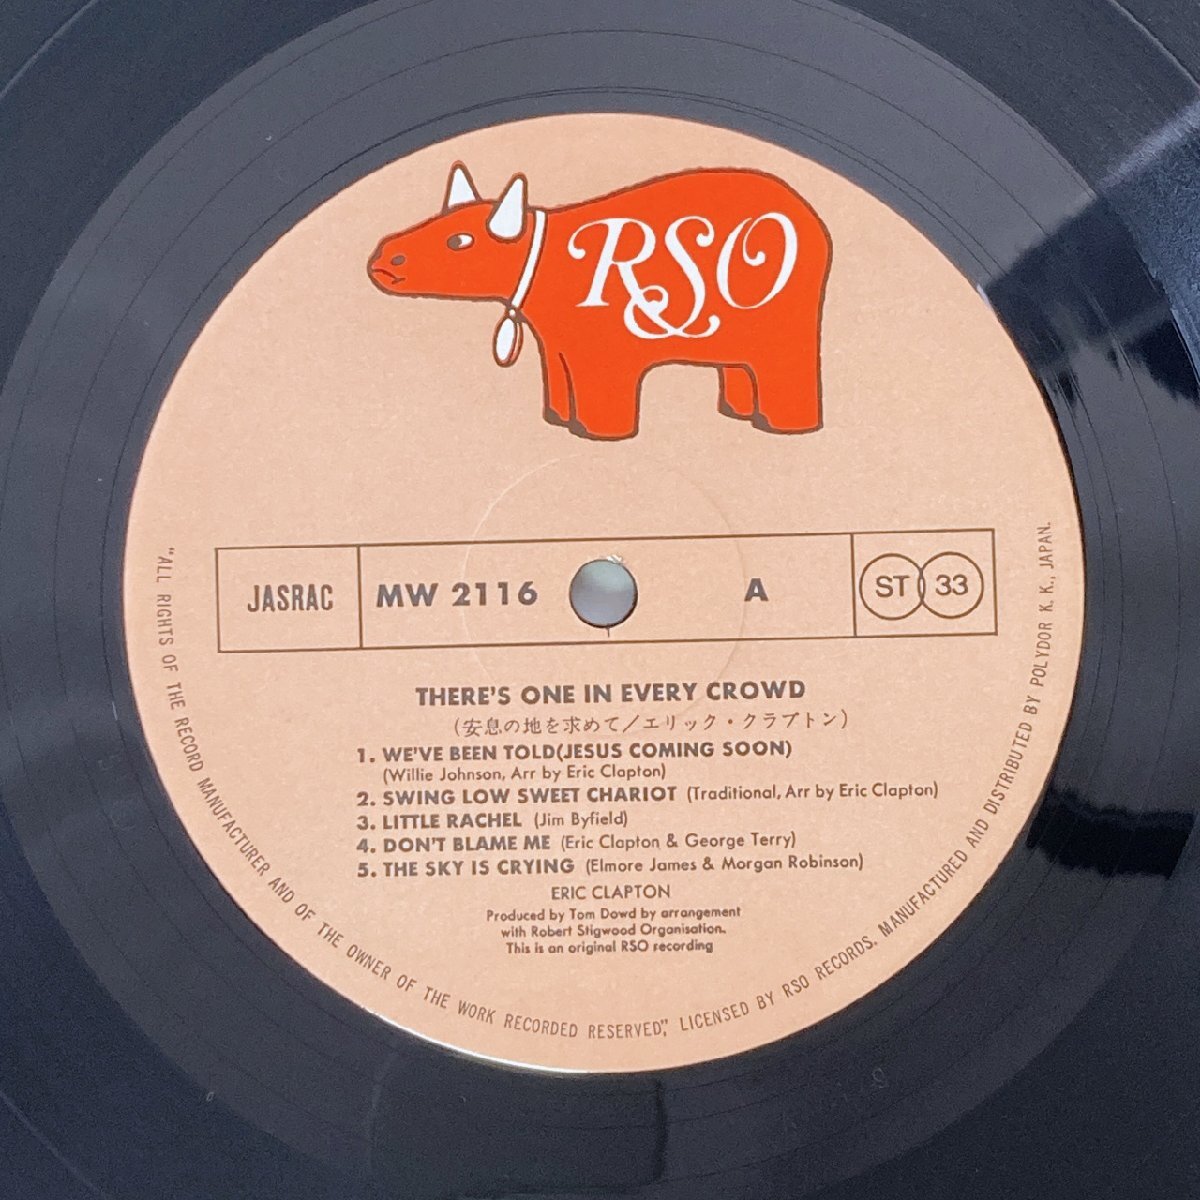 RSO
JASRAC
MW 2116
A
ST
33
THERE'S ONE IN EVERY CROWD
(安息の地を求めて/エリック・クラプトン)
1. WE'VE BEEN TOLD(JESUS COMING SOON)
(Willie Johnson, Arr by Eric Clapton)
2. SWING LOW SWEET CHARIOT (Traditional, Arr by Eric Clapton)
3. LITTLE RACHEL (Jim Byfield)
4. DON'T BLAME ME (Eric Clapton & George Terry)
5. THE SKY IS CRYING (Elmore James & Morgan Robinson)
ERIC CLAPTON
Produced by Tom Dowd by arrangement
with Robert Stigwood Organisation.
This is an original RSO recording
"ALL RIGHTS OF THE RECORD MANUFACTURER AND OF THE OWNER OF THE WORK RECORDED RESERVED," LICENSED BY RSO RECORDS. MANUFACTURED AND DISTRIBUTED BY POLYDOR K. K., JAPAN.